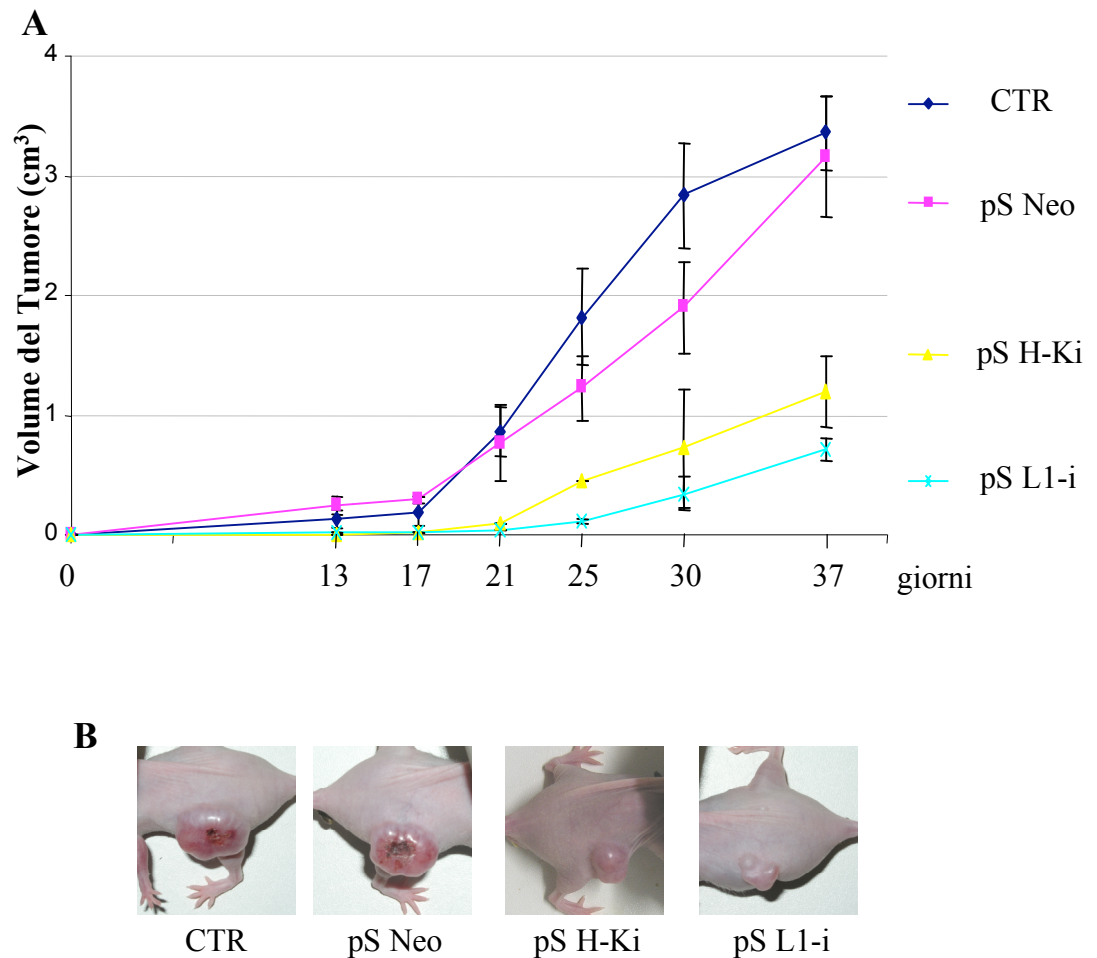 A
4
3
2
1
0
Volume del Tumore (cm³)
0 13 17 21 25 30 37 giorni
CTR
pS Neo
pS H-Ki
pS L1-i
B
CTR pS Neo pS H-Ki pS L1-i